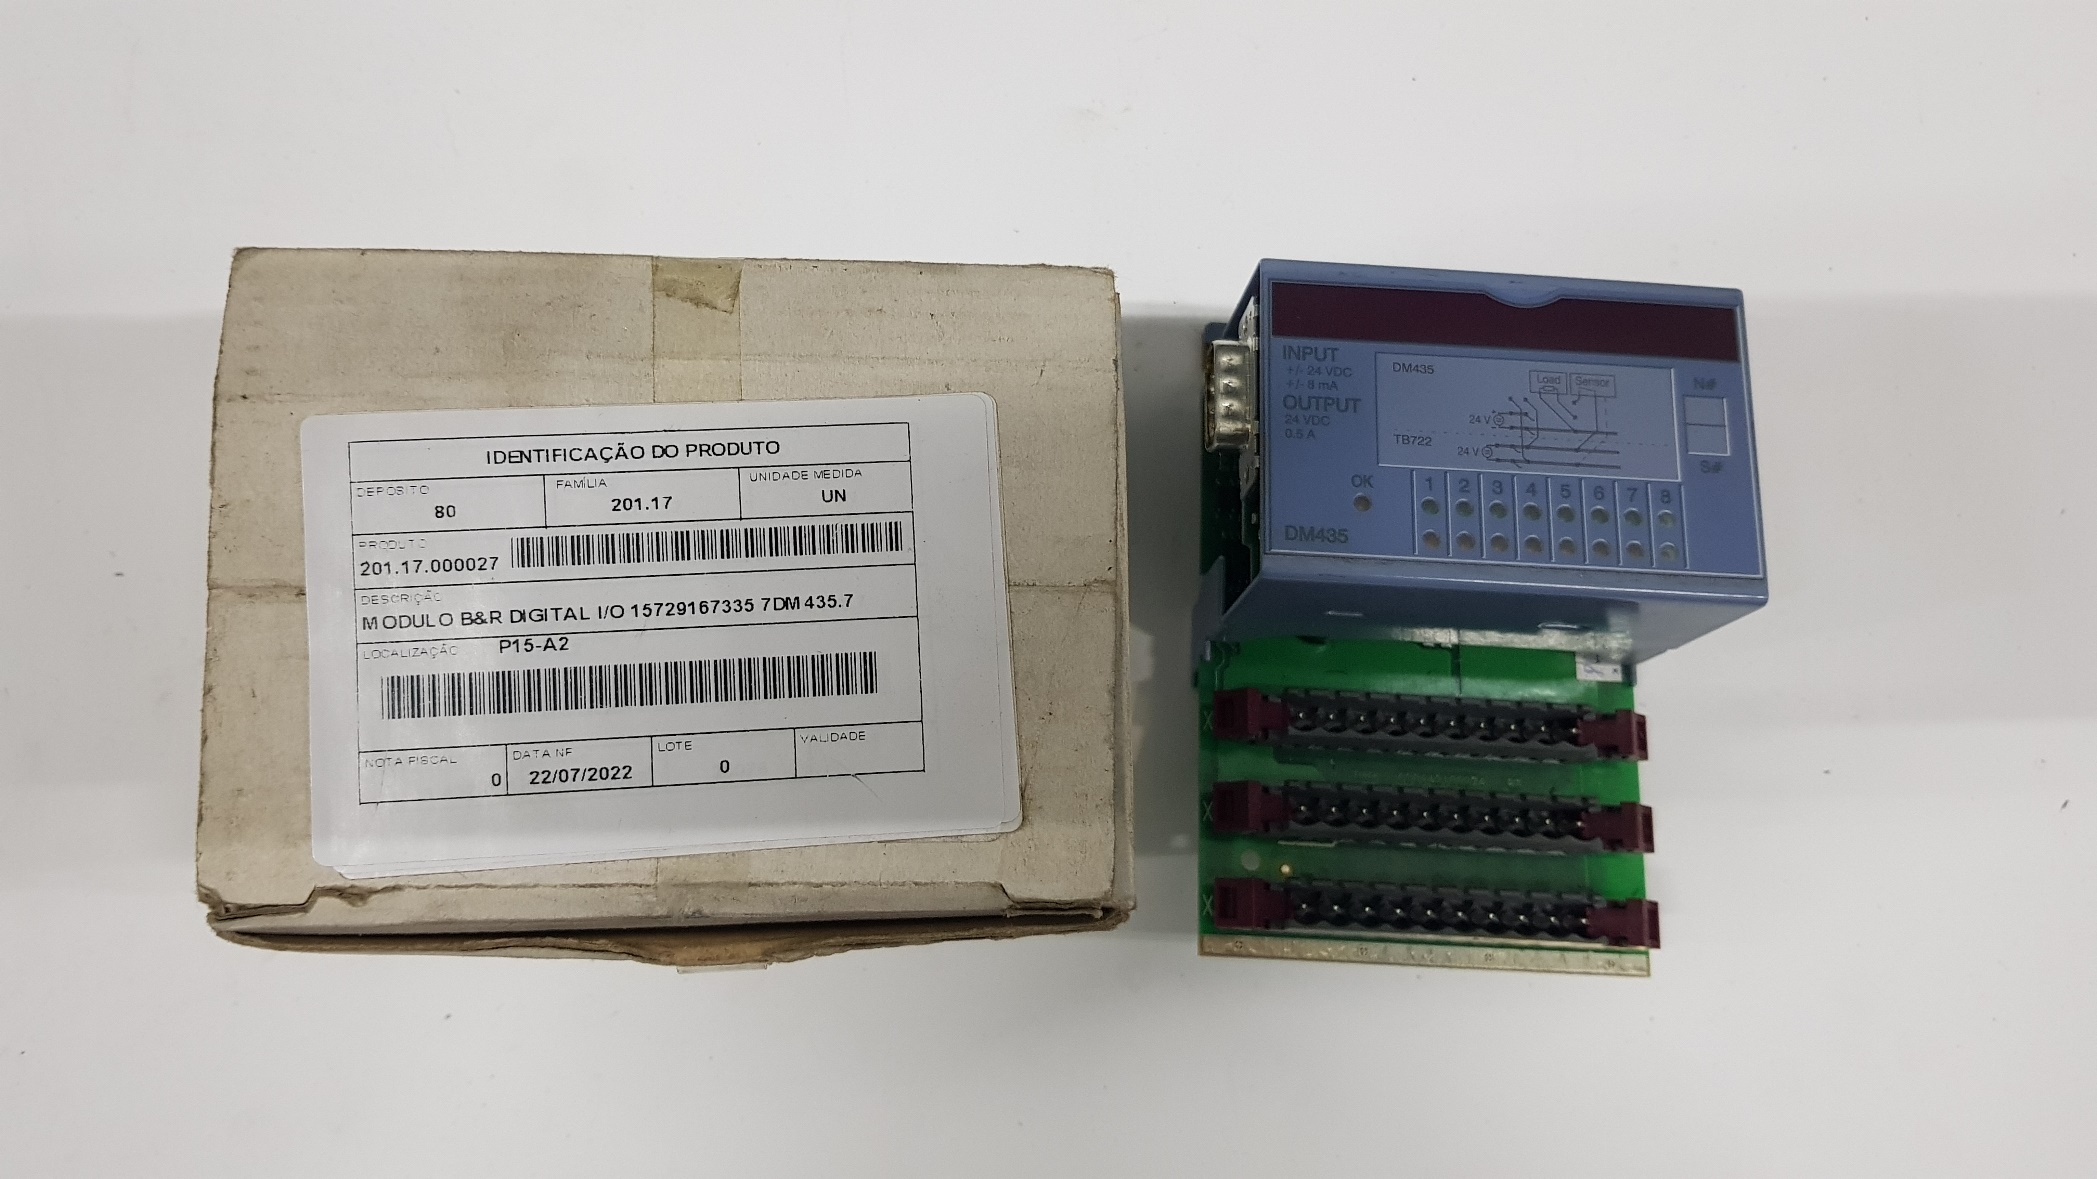 IDENTIFICAÇÃO DO PRODUTO
DEPOSITO
FAMÍLIA
UNIDADE MEDIDA
80
201.17
UN
PRODUTO
201.17.000027
DESCRIÇÃO
MODULO B&R DIGITAL I/O 15729167335 7DM 435.7
LOCALIZAÇÃO
P15-A2
NOTA FISCAL
DATA NF
LOTE
VALIDADE
0
22/07/2022
0
INPUT
+/- 24 VDC
+/- 8 mA
OUTPUT
24 VDC
0.5 A
DM435
Load
Sensor
24 V
TB722
24 V
N#
S#
OK
1 2 3 4 5 6 7 8
DM435
X
X
X